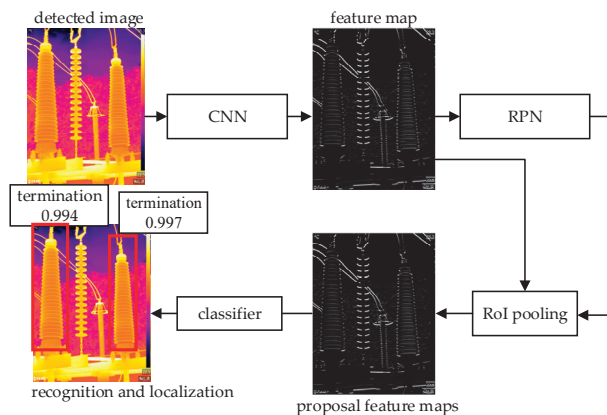 detected image
feature map
CNN
RPN
termination
0.994
termination
0.997
classifier
RoI pooling
recognition and localization
proposal feature maps